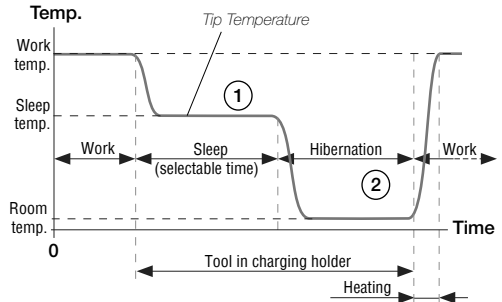 Temp.
Tip Temperature
Work
temp.
1
Sleep
temp.
Work
Sleep
(selectable time)
Hibernation
Work
2
Room
temp.
0
Time
Tool in charging holder
Heating